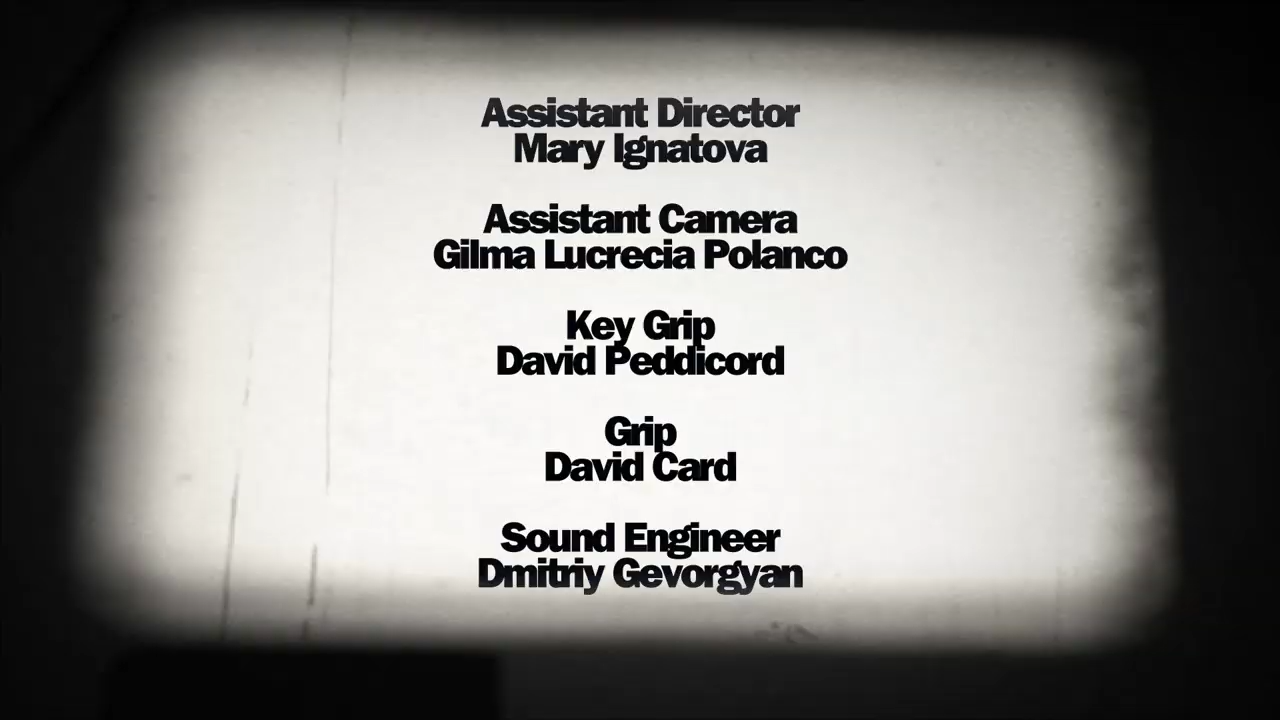 Assistant Director
Mary Ignatova
Assistant Camera
Gilma Lucrecia Polanco
Key Grip
David Peddicord
Grip
David Card
Sound Engineer
Dmitriy Gevorgyan